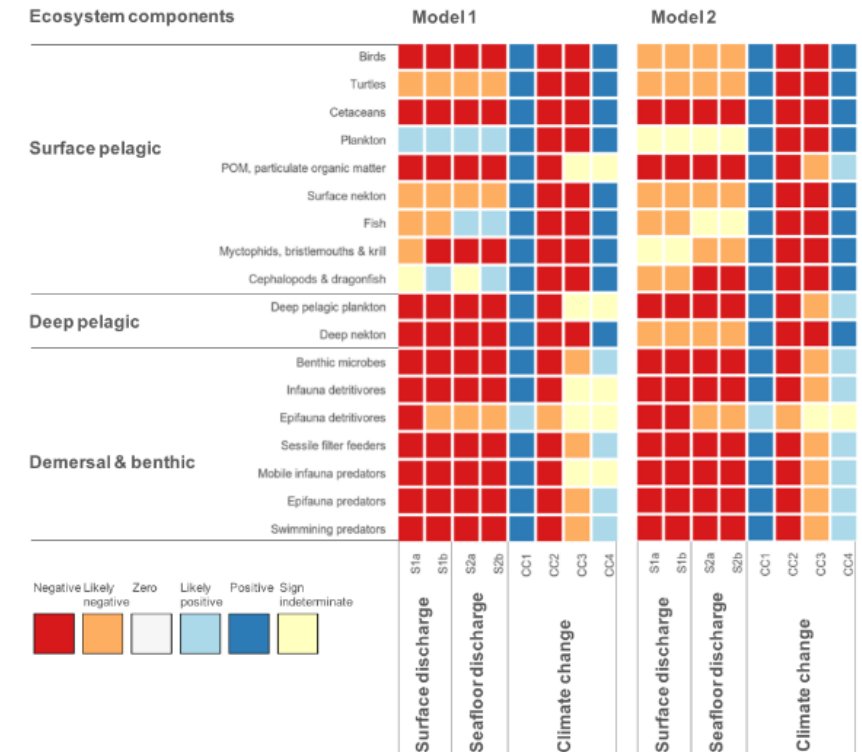 Ecosystem components Model 1 Model 2
Birds
Turtles
Cetaceans
Plankton
Surface pelagic
POM, particulate organic matter
Surface nekton
Fish
Myctophids, bristlemouths & krill
Cephalopods & dragonfish
Deep pelagic plankton
Deep pelagic
Deep nekton
Benthic microbes
Infauna detritivores
Epifauna detritivores
Sessile filter feeders
Demersal & benthic
Mobile infauna predators
Epifauna predators
Swimmining predators
S1a S1b S2a S2b CC1 CC2 CC3 CC4 S1a S1b S2a S2b CC1 CC2 CC3 CC4
Negative Likely Zero Likely Positive Sign
negative positive indeterminate
Surface discharge Seafloor discharge Climate change Surface discharge Seafloor discharge Climate change